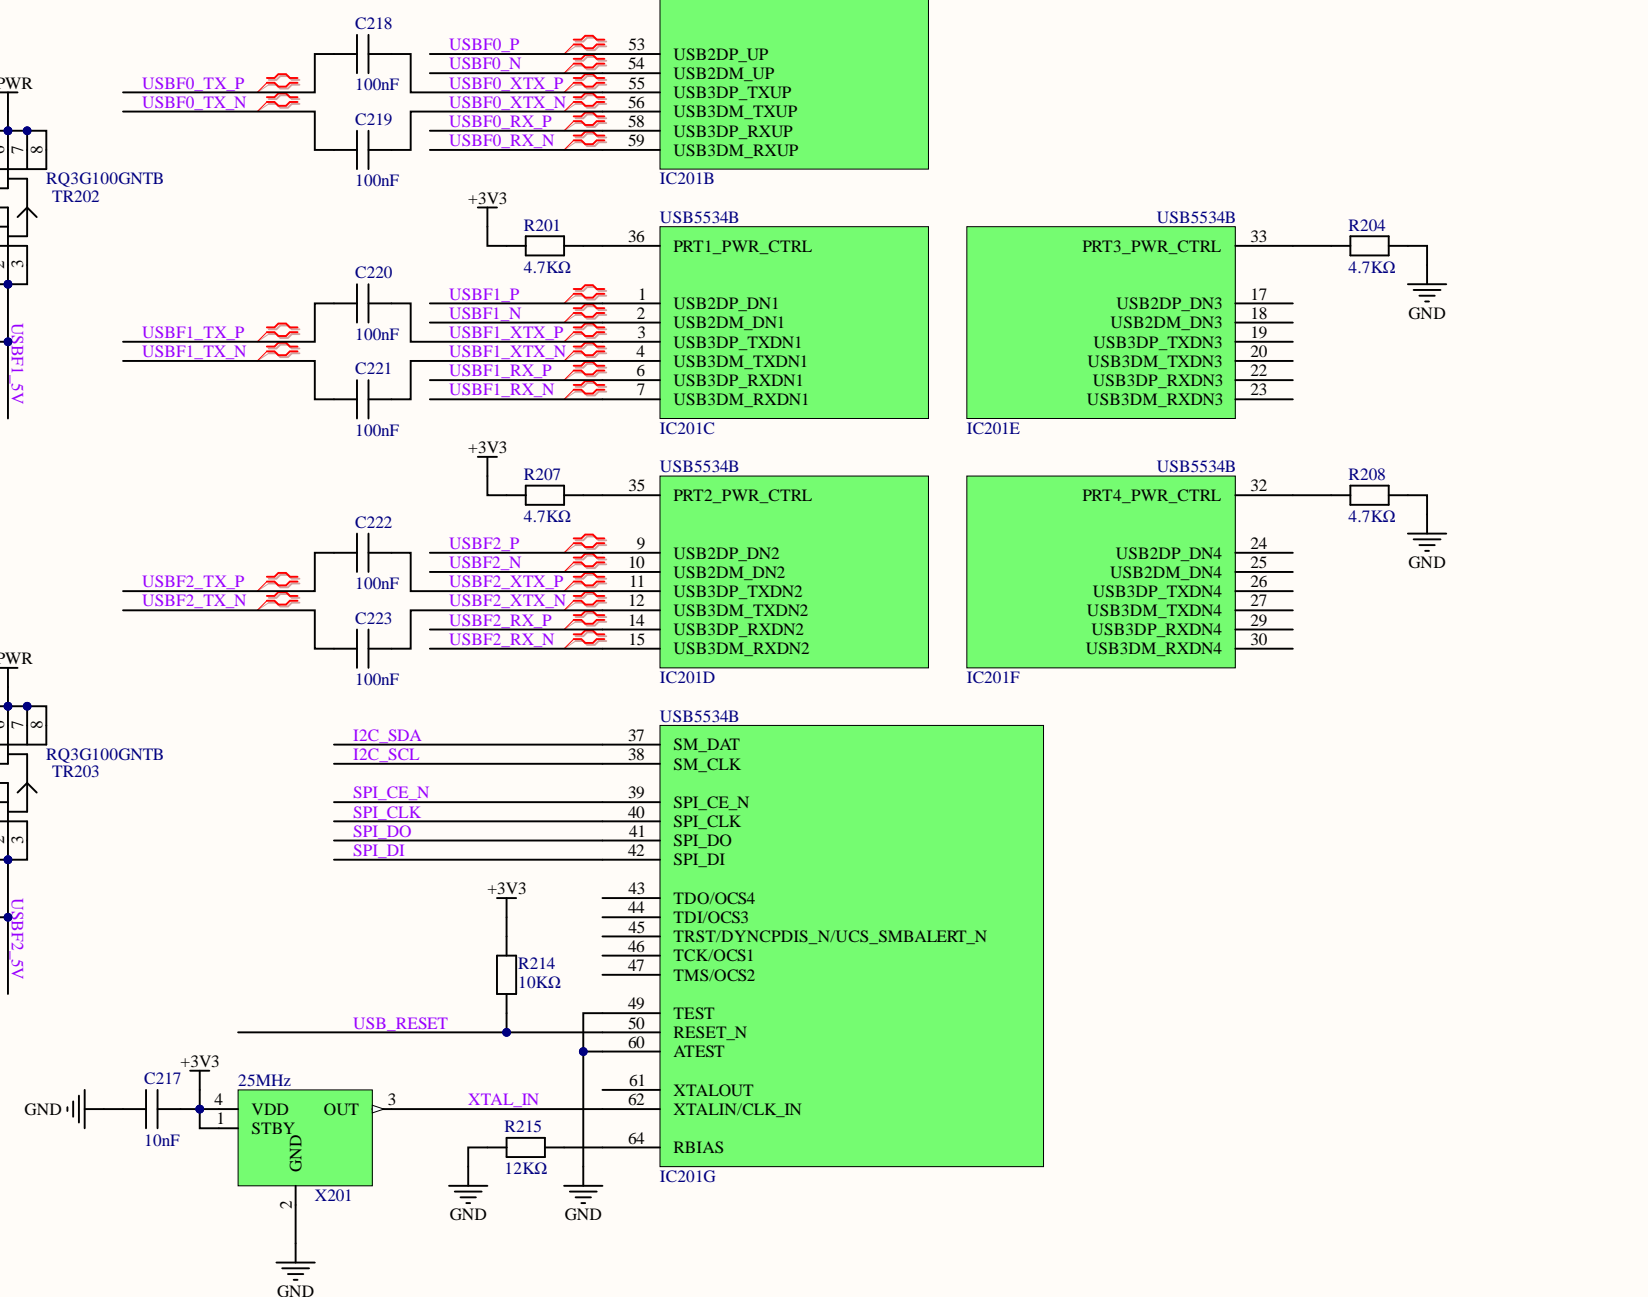 C218
USBF0_P 53 USB2DP_UP
USBF0_N 54 USB2DM_UP
PWR USBF0_TX_P 100nF USBF0_XTX_P 55 USB3DP_TXUP
USBF0_TX_N USBF0_XTX_N 56 USB3DM_TXUP
C219 USBF0_RX_P 58 USB3DP_RXUP
6 7 8 USBF0_RX_N 59 USB3DM_RXUP
RQ3G100GNTB 100nF IC201B
TR202 +3V3
USB5534B USB5534B
R201 36 PRT1_PWR_CTRL PRT3_PWR_CTRL 33 R204
2 3 4.7KΩ 4.7KΩ
C220
USBF1_P 1 USB2DP_DN1 USB2DP_DN3 17
USBF1_N 2 USB2DM_DN1 USB2DM_DN3 18 GND
USBF1_TX_P 100nF USBF1_XTX_P 3 USB3DP_TXDN1 USB3DP_TXDN3 19
USBF1_TX_N USBF1_XTX_N 4 USB3DM_TXDN1 USB3DM_TXDN3 20
USBF1_5V C221 USBF1_RX_P 6 USB3DP_RXDN1 USB3DP_RXDN3 22
USBF1_RX_N 7 USB3DM_RXDN1 USB3DM_RXDN3 23
100nF IC201C IC201E
+3V3
USB5534B USB5534B
R207 35 PRT2_PWR_CTRL PRT4_PWR_CTRL 32 R208
4.7KΩ 4.7KΩ
C222
USBF2_P 9 USB2DP_DN2 USB2DP_DN4 24
USBF2_N 10 USB2DM_DN2 USB2DM_DN4 25 GND
USBF2_TX_P 100nF USBF2_XTX_P 11 USB3DP_TXDN2 USB3DP_TXDN4 26
USBF2_TX_N USBF2_XTX_N 12 USB3DM_TXDN2 USB3DM_TXDN4 27
C223 USBF2_RX_P 14 USB3DP_RXDN2 USB3DP_RXDN4 29
USBF2_RX_N 15 USB3DM_RXDN2 USB3DM_RXDN4 30
PWR
100nF IC201D IC201F
6 7 8
USB5534B
I2C_SDA 37 SM_DAT
RQ3G100GNTB I2C_SCL 38 SM_CLK
TR203
SPI_CE_N 39 SPI_CE_N
SPI_CLK 40 SPI_CLK
2 3 SPI_DO 41 SPI_DO
SPI_DI 42 SPI_DI
+3V3 43 TDO/OCS4
44 TDI/OCS3
USBF2_5V 45 TRST/DYNCPDIS_N/UCS_SMBALERT_N
46 TCK/OCS1
R214 47 TMS/OCS2
10KΩ
49 TEST
USB_RESET 50 RESET_N
60 ATEST
+3V3
C217 25MHz 61 XTALOUT
GND 4 VDD OUT 3 XTAL_IN 62 XTALIN/CLK_IN
1 STBY
10nF GND R215 64 RBIAS
12KΩ
X201 IC201G
2 GND GND
GND